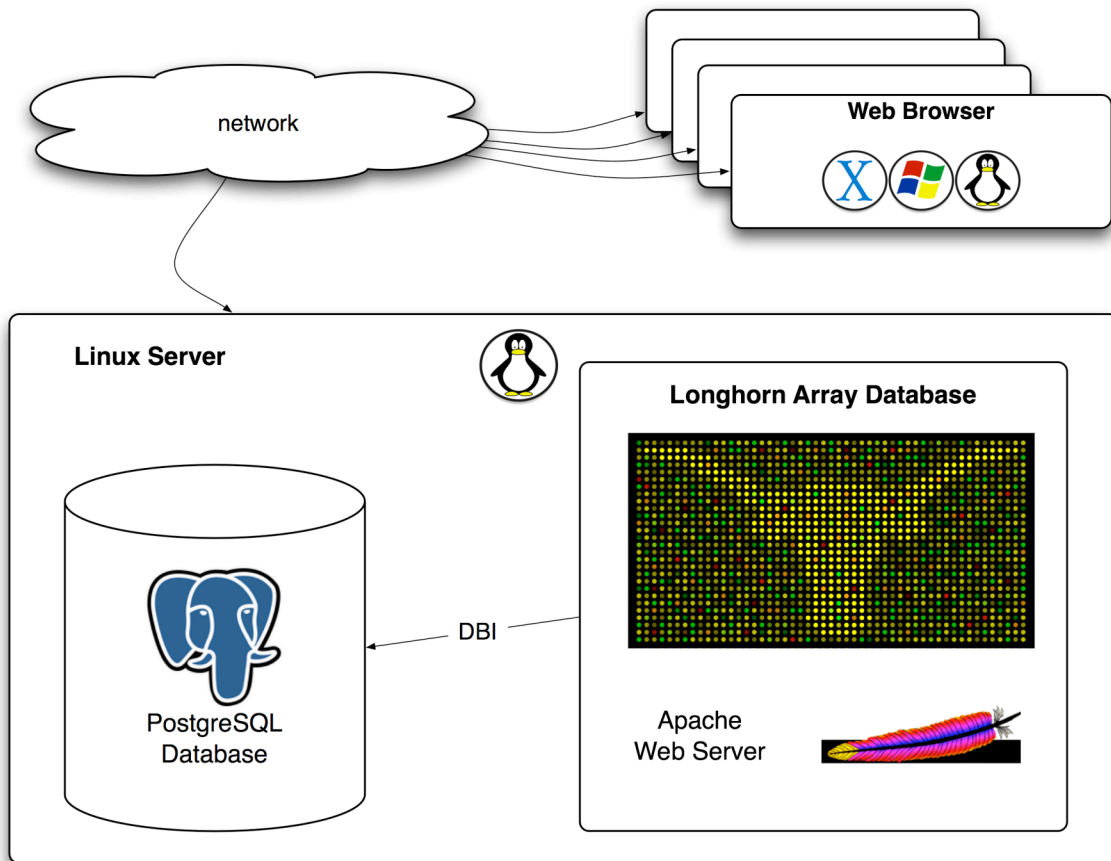 network
Web Browser
X
Linux Server
Longhorn Array Database
DBI
PostgreSQL
Database
Apache
Web Server